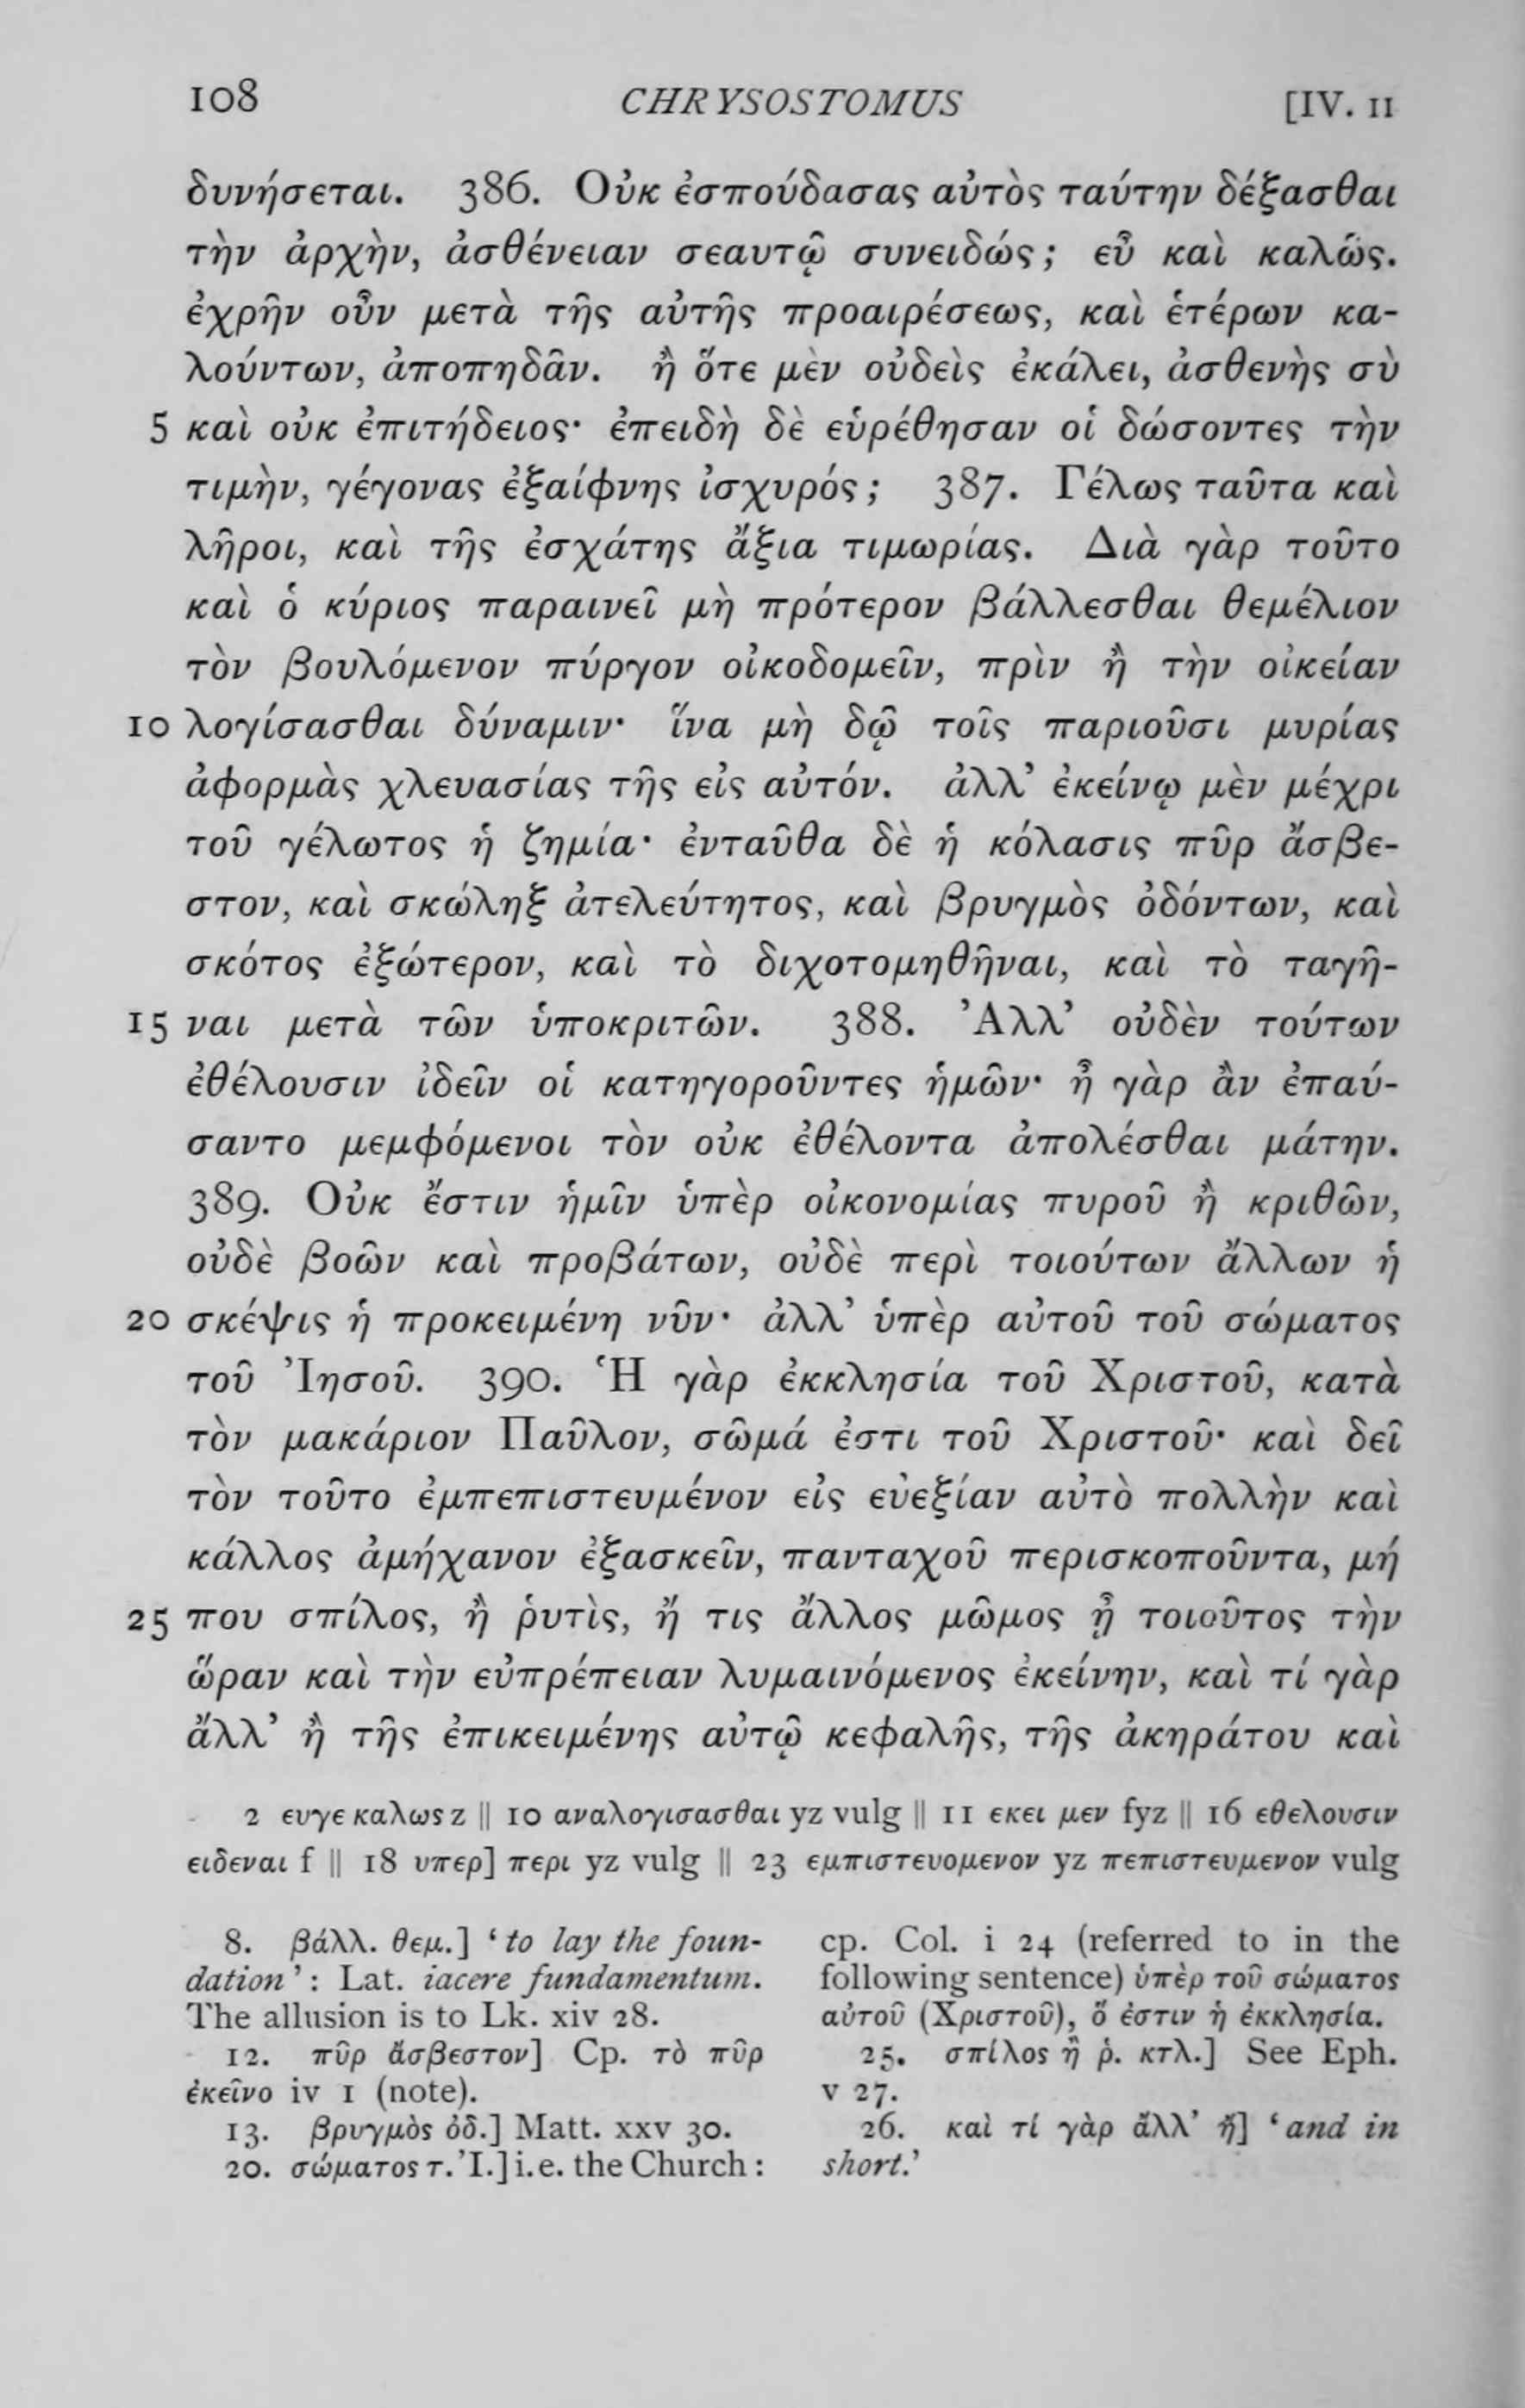 108 CHRYSOSTOMUS [IV. 11
δυνήσεται. 386. Οὐκ ἐσπούδασας αὐτὸς ταύτην δέξασθαι
τὴν ἀρχὴν, ἀσθένειαν σεαυτῷ συνειδώς; εὖ καὶ καλῶς.
ἐχρῆν οὖν μετὰ τῆς αὐτῆς προαιρέσεως, καὶ ἑτέρων κα-
λούντων, ἀποπηδᾶν. ἢ ὅτε μὲν οὐδεὶς ἐκάλει, ἀσθενὴς σὺ
5 καὶ οὐκ ἐπιτήδειος· ἐπειδὴ δὲ εὑρέθησαν οἱ δώσοντες τὴν
τιμὴν, γέγονας ἐξαίφνης ἰσχυρός; 387. Γέλως ταῦτα καὶ
λῆροι, καὶ τῆς ἐσχάτης ἄξια τιμωρίας. Διὰ γὰρ τοῦτο
καὶ ὁ κύριος παραινεῖ μὴ πρότερον βάλλεσθαι θεμέλιον
τὸν βουλόμενον πύργον οἰκοδομεῖν, πρὶν ἢ τὴν οἰκείαν
10 λογίσασθαι δύναμιν· ἵνα μὴ δῷ τοῖς παριοῦσι μυρίας
ἀφορμὰς χλευασίας τῆς εἰς αὐτόν. ἀλλ’ ἐκείνῳ μὲν μέχρι
τοῦ γέλωτος ἡ ζημία· ἐνταῦθα δὲ ἡ κόλασις πῦρ ἄσβε-
στον, καὶ σκώληξ ἀτελεύτητος, καὶ βρυγμὸς ὀδόντων, καὶ
σκότος ἐξώτερον, καὶ τὸ διχοτομηθῆναι, καὶ τὸ ταγῆ-
15 ναι μετὰ τῶν ὑποκριτῶν. 388. Ἀλλ’ οὐδὲν τούτων
ἐθέλουσιν ἰδεῖν οἱ κατηγοροῦντες ἡμῶν· ἦ γὰρ ἂν ἐπαύ-
σαντο μεμφόμενοι τὸν οὐκ ἐθέλοντα ἀπολέσθαι μάτην.
389. Οὐκ ἔστιν ἡμῖν ὑπὲρ οἰκονομίας πυροῦ ἢ κριθῶν,
οὐδὲ βοῶν καὶ προβάτων, οὐδὲ περὶ τοιούτων ἄλλων ἡ
20 σκέψις ἡ προκειμένη νῦν· ἀλλ’ ὑπὲρ αὐτοῦ τοῦ σώματος
τοῦ Ἰησοῦ. 390. Ἡ γὰρ ἐκκλησία τοῦ Χριστοῦ, κατὰ
τὸν μακάριον Παῦλον, σῶμά ἐστι τοῦ Χριστοῦ· καὶ δεῖ
τὸν τοῦτο ἐμπεπιστευμένον εἰς εὐεξίαν αὐτὸ πολλὴν καὶ
κάλλος ἀμήχανον ἐξασκεῖν, πανταχοῦ περισκοποῦντα, μή
25 που σπίλος, ἢ ῥυτὶς, ἤ τις ἄλλος μῶμος ᾖ τοιοῦτος τὴν
ὥραν καὶ τὴν εὐπρέπειαν λυμαινόμενος ἐκείνην, καὶ τί γὰρ
ἄλλ’ ἢ τῆς ἐπικειμένης αὐτῷ κεφαλῆς, τῆς ἀκηράτου καὶ
2 ευγε καλως z || 10 αναλογισασθαι yz vulg || 11 εκει μεν fyz || 16 εθελουσιν
ειδεναι f || 18 υπερ] περι yz vulg || 23 εμπιστευομενον yz πεπιστευμενον vulg
8. βάλλ. θεμ.] ‘to lay the foun-
dation’: Lat. iacere fundamentum.
The allusion is to Lk. xiv 28.
12. πῦρ ἄσβεστον] Cp. τὸ πῦρ
ἐκεῖνο iv 1 (note).
13. βρυγμὸς ὀδ.] Matt. xxv 30.
20. σώματος τ. Ἰ.] i.e. the Church:
cp. Col. i 24 (referred to in the
following sentence) ὑπὲρ τοῦ σώματος
αὐτοῦ (Χριστοῦ), ὅ ἐστιν ἡ ἐκκλησία.
25. σπίλος ἢ ῥ. κτλ.] See Eph.
v 27.
26. καὶ τί γὰρ ἄλλ’ ἤ] ‘and in
short.’